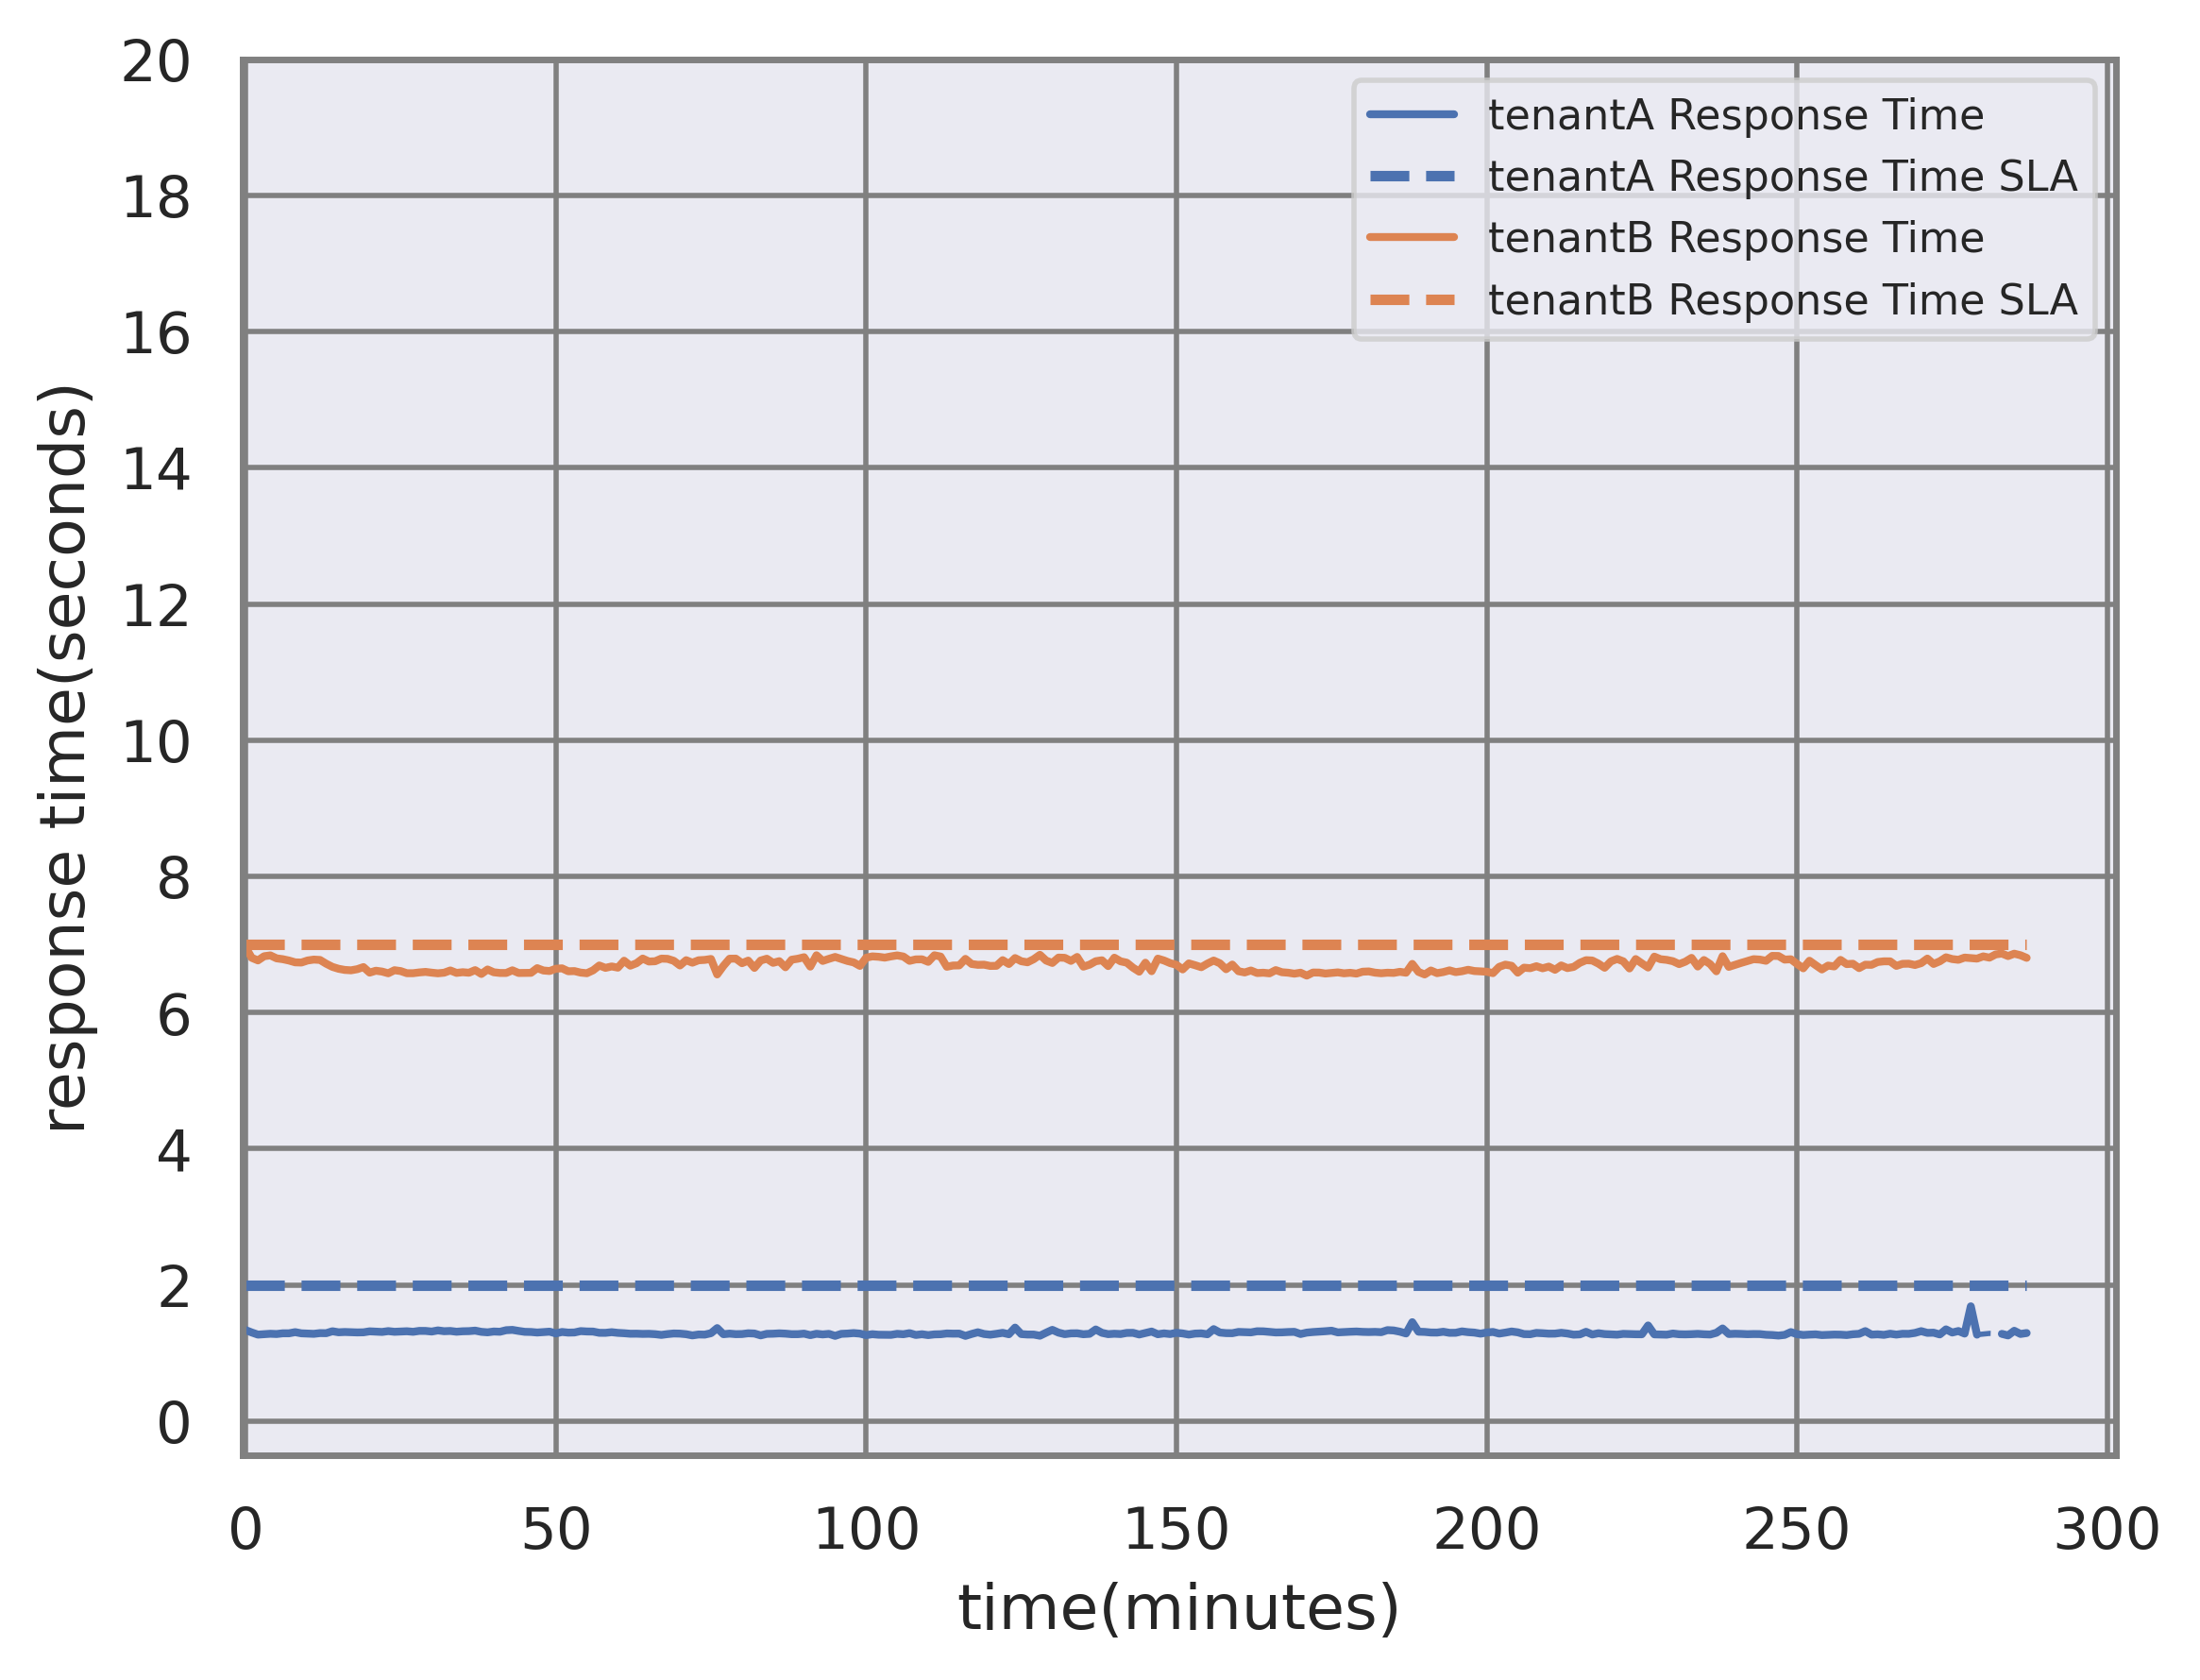 20
18
16
14
12
10
8
6
4
2
0
response time(seconds)
tenantA Response Time
tenantA Response Time SLA
tenantB Response Time
tenantB Response Time SLA
0 50 100 150 200 250 300
time(minutes)